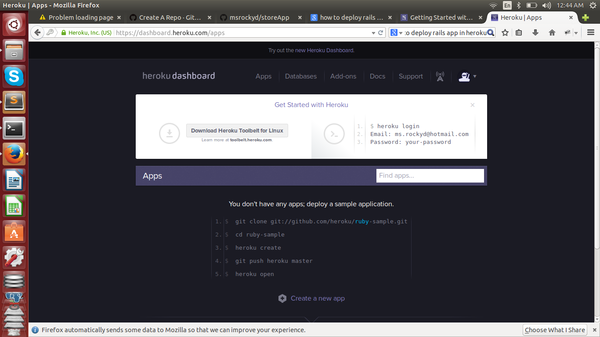 Heroku | Apps - Mozilla Firefox
En
12:44 AM
Problem loading page
Create A Repo - Git...
msrockyd/storeApp
how to deploy rails ...
Getting Started wit...
Heroku | Apps
Heroku, Inc. (US)
https://dashboard.heroku.com/apps
:o deploy rails app in heroku
Try out the new Heroku Dashboard.
heroku dashboard
Apps
Databases
Add-ons
Docs
Support
Get Started with Heroku
Download Heroku Toolbelt for Linux
Learn more at toolbelt.heroku.com
1. $ heroku login
2. Email: ms.rockyd@hotmail.com
3. Password: your-password
Apps
Find apps...
You don't have any apps; deploy a sample application.
1. $ git clone git://github.com/heroku/ruby-sample.git
2. $ cd ruby-sample
3. $ heroku create
4. $ git push heroku master
5. $ heroku open
Create a new app
Firefox automatically sends some data to Mozilla so that we can improve your experience.
Choose What I Share